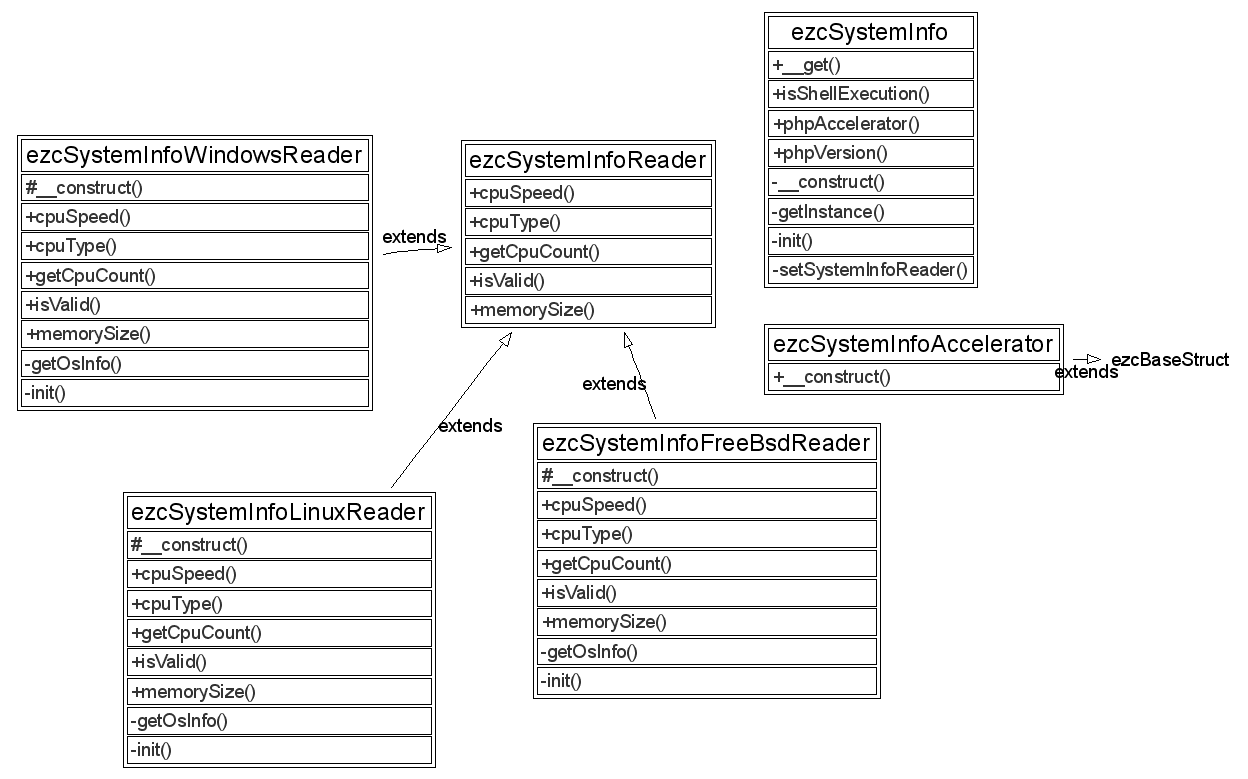 ezcSystemInfo
+__get()
+isShellExecution()
+phpAccelerator()
+phpVersion()
-__construct()
-getInstance()
-init()
-setSystemInfoReader()
ezcSystemInfoWindowsReader
#__construct()
+cpuSpeed()
+cpuType()
+getCpuCount()
+isValid()
+memorySize()
-getOsInfo()
-init()
extends
ezcSystemInfoReader
+cpuSpeed()
+cpuType()
+getCpuCount()
+isValid()
+memorySize()
ezcSystemInfoAccelerator
+__construct()
extends
ezcBaseStruct
extends
extends
ezcSystemInfoFreeBsdReader
#__construct()
+cpuSpeed()
+cpuType()
+getCpuCount()
+isValid()
+memorySize()
-getOsInfo()
-init()
ezcSystemInfoLinuxReader
#__construct()
+cpuSpeed()
+cpuType()
+getCpuCount()
+isValid()
+memorySize()
-getOsInfo()
-init()